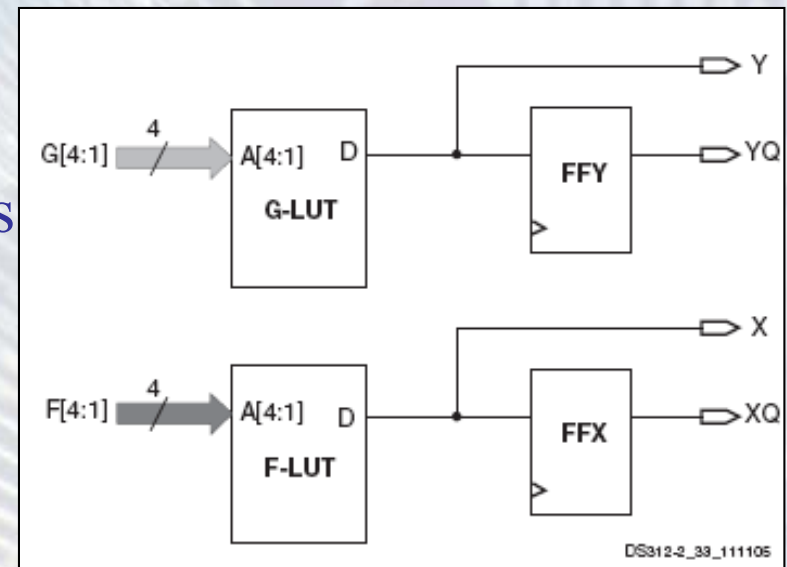 Y
4
G[4:1]
A[4:1] D
G-LUT
FFY
YQ
S
X
4
F[4:1]
A[4:1] D
F-LUT
FFX
XQ
DS312-2_33_111105